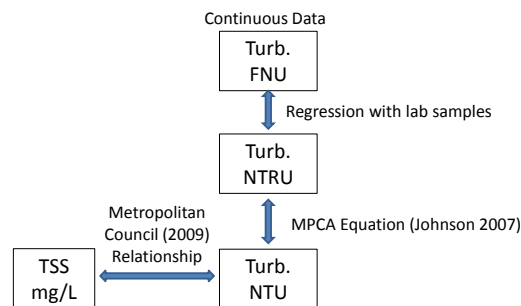 Continuous Data
Turb.
FNU
Regression with lab samples
Turb.
NTRU
Metropolitan
Council (2009)
Relationship
MPCA Equation (Johnson 2007)
TSS
mg/L
Turb.
NTU